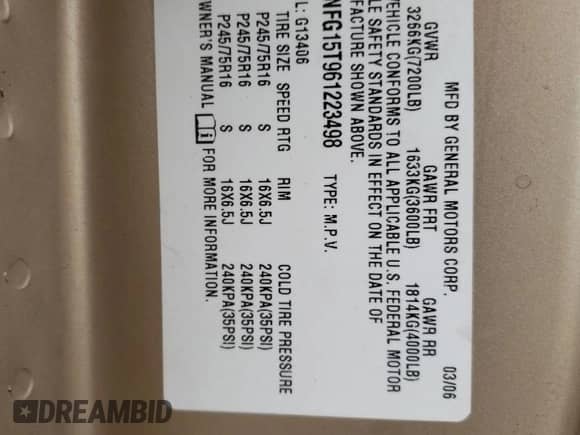 MFD BY GENERAL MOTORS CORP. 03/06
GVWR GAWR FRT GAWR RR
3266KG(7200LB) 1633KG(3600LB) 1814KG(4000LB)
VEHICLE CONFORMS TO ALL APPLICABLE U.S. FEDERAL MOTOR
LE SAFETY STANDARDS IN EFFECT ON THE DATE OF
FACTURE SHOWN ABOVE.
NFG15T961223498 TYPE: M.P.V.
L: G13406
TIRE SIZE SPEED RTG RIM COLD TIRE PRESSURE
P245/75R16 S 16X6.5J 240KPA(35PSI)
P245/75R16 S 16X6.5J 240KPA(35PSI)
P245/75R16 S 16X6.5J 240KPA(35PSI)
WNER'S MANUAL FOR MORE INFORMATION.
DREAMBID